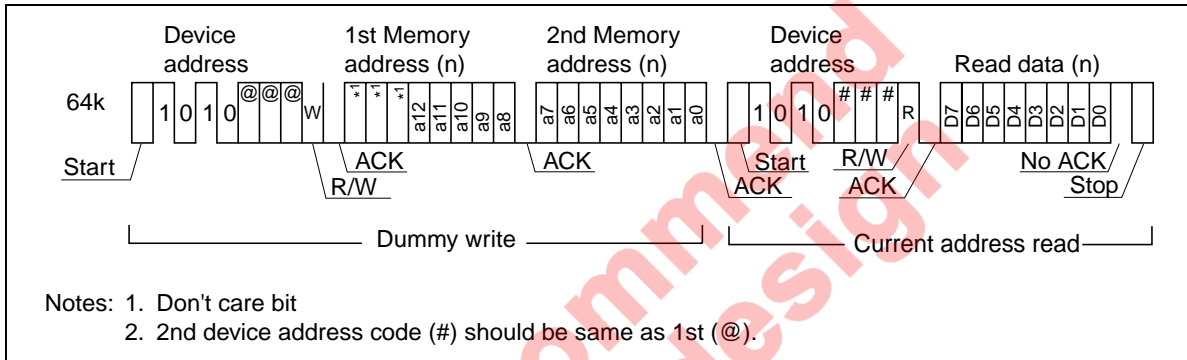 Device 1st Memory 2nd Memory Device
address address (n) address (n) address Read data (n)
64k 1 0 1 0 @ @ @ W *1 *1 *1 a12 a11 a10 a9 a8 a7 a6 a5 a4 a3 a2 a1 a0 1 0 1 0 # # # R D7 D6 D5 D4 D3 D2 D1 D0
Start ACK ACK Start R/W No ACK
R/W ACK ACK Stop
Dummy write Current address read
Notes: 1. Don't care bit
2. 2nd device address code (#) should be same as 1st (@).
ommend
design